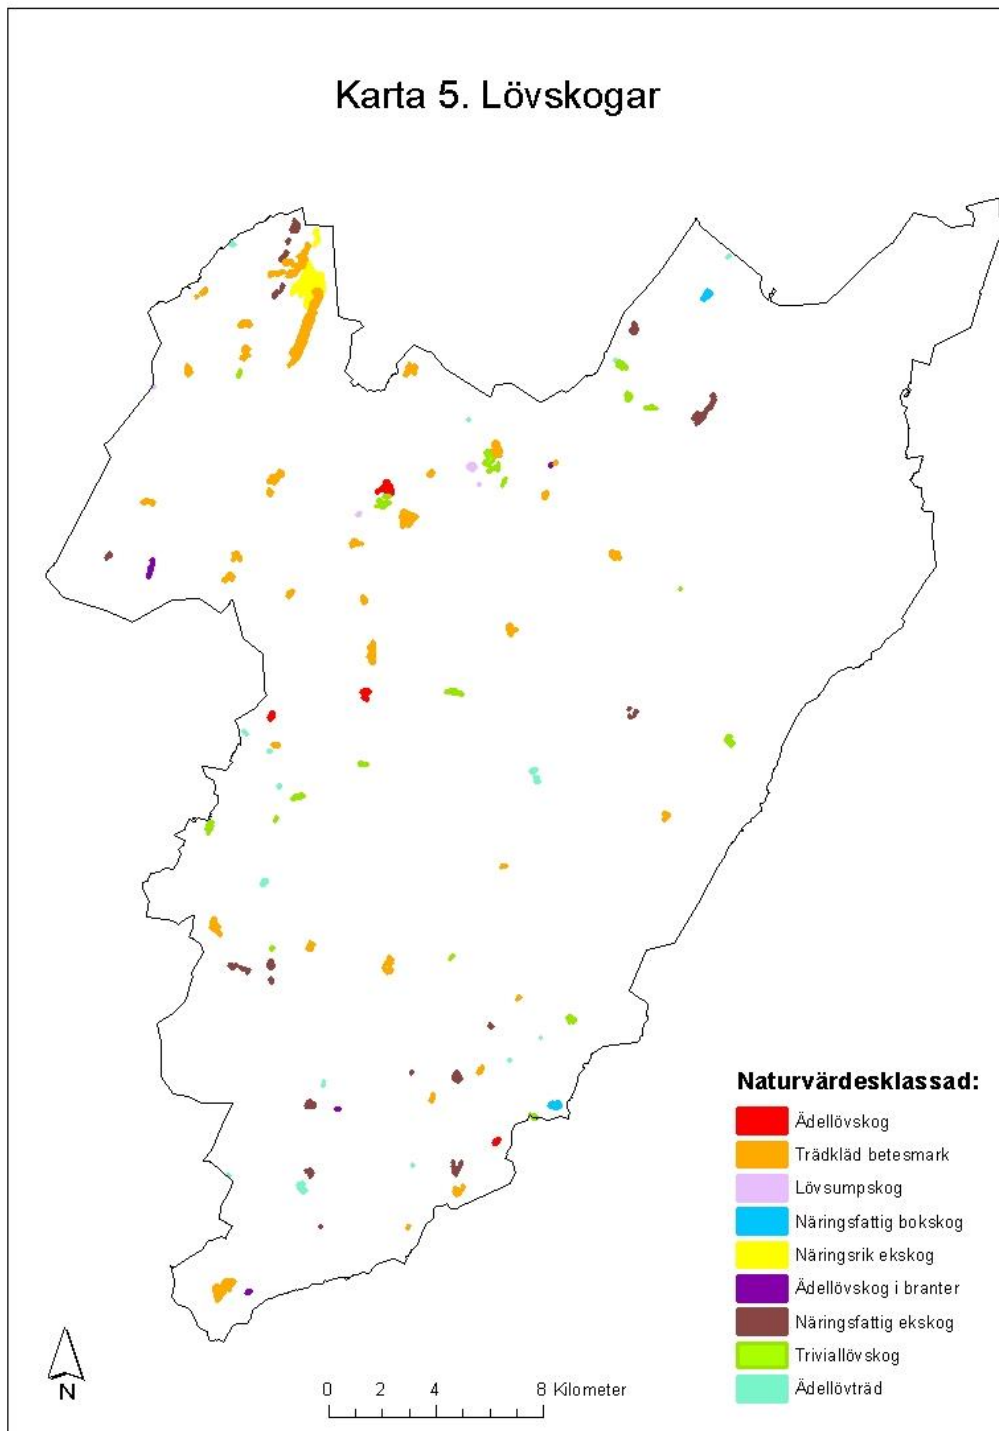 Karta 5. Lövskogar
Naturvärdesklassad:
Ädellövskog
Trädkläd betesmark
Lövsumpskog
Näringsfattig bokskog
Näringsrik ekskog
Ädellövskog i branter
Näringsfattig ekskog
Triviallövskog
Ädellövträd
N
0 2 4 8 Kilometer